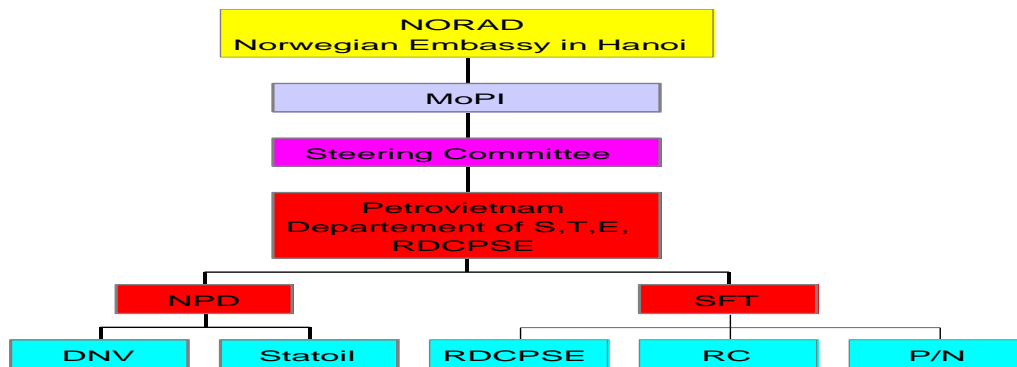 NORAD
Norwegian Embassy in Hanoi
MoPI
Steering Committee
Petrovietnam
Departement of S,T,E,
RDCPSE
NPD
SFT
DNV
Statoil
RDCPSE
RC
P/N